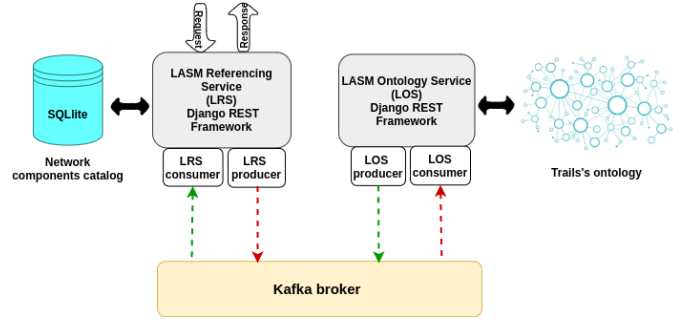 Request
Response
SQLlite
Network
components catalog
LASM Referencing
Service
(LRS)
Django REST
Framework
LRS
consumer
LRS
producer
LASM Ontology Service
(LOS)
Django REST
Framework
LOS
producer
LOS
consumer
Trails's ontology
Kafka broker